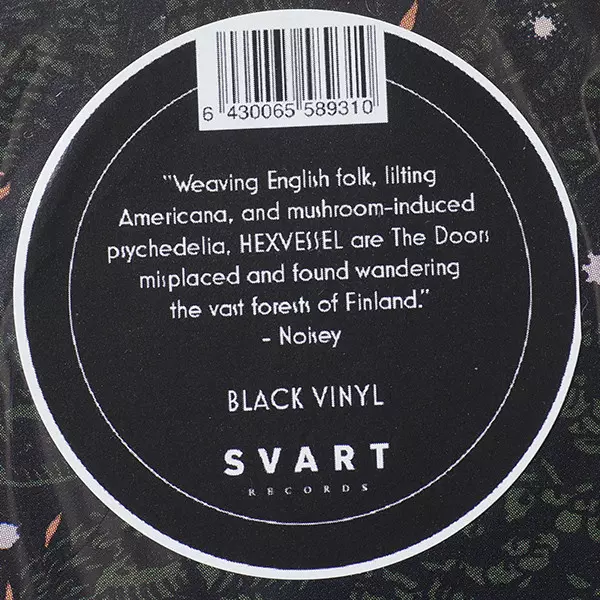 6 430065 589310
"Weaving English folk, lilting
Americana, and mushroom-induced
psychedelia, HEXVESSEL are The Doors
misplaced and found wandering
the vast forests of Finland."
- Noisey
BLACK VINYL
SVART
RECORDS